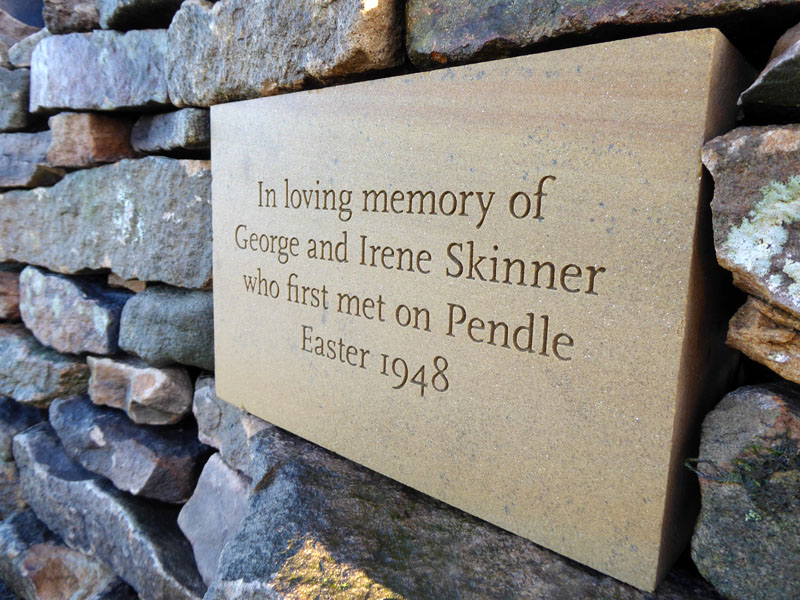 In loving memory of
George and Irene Skinner
who first met on Pendle
Easter 1948